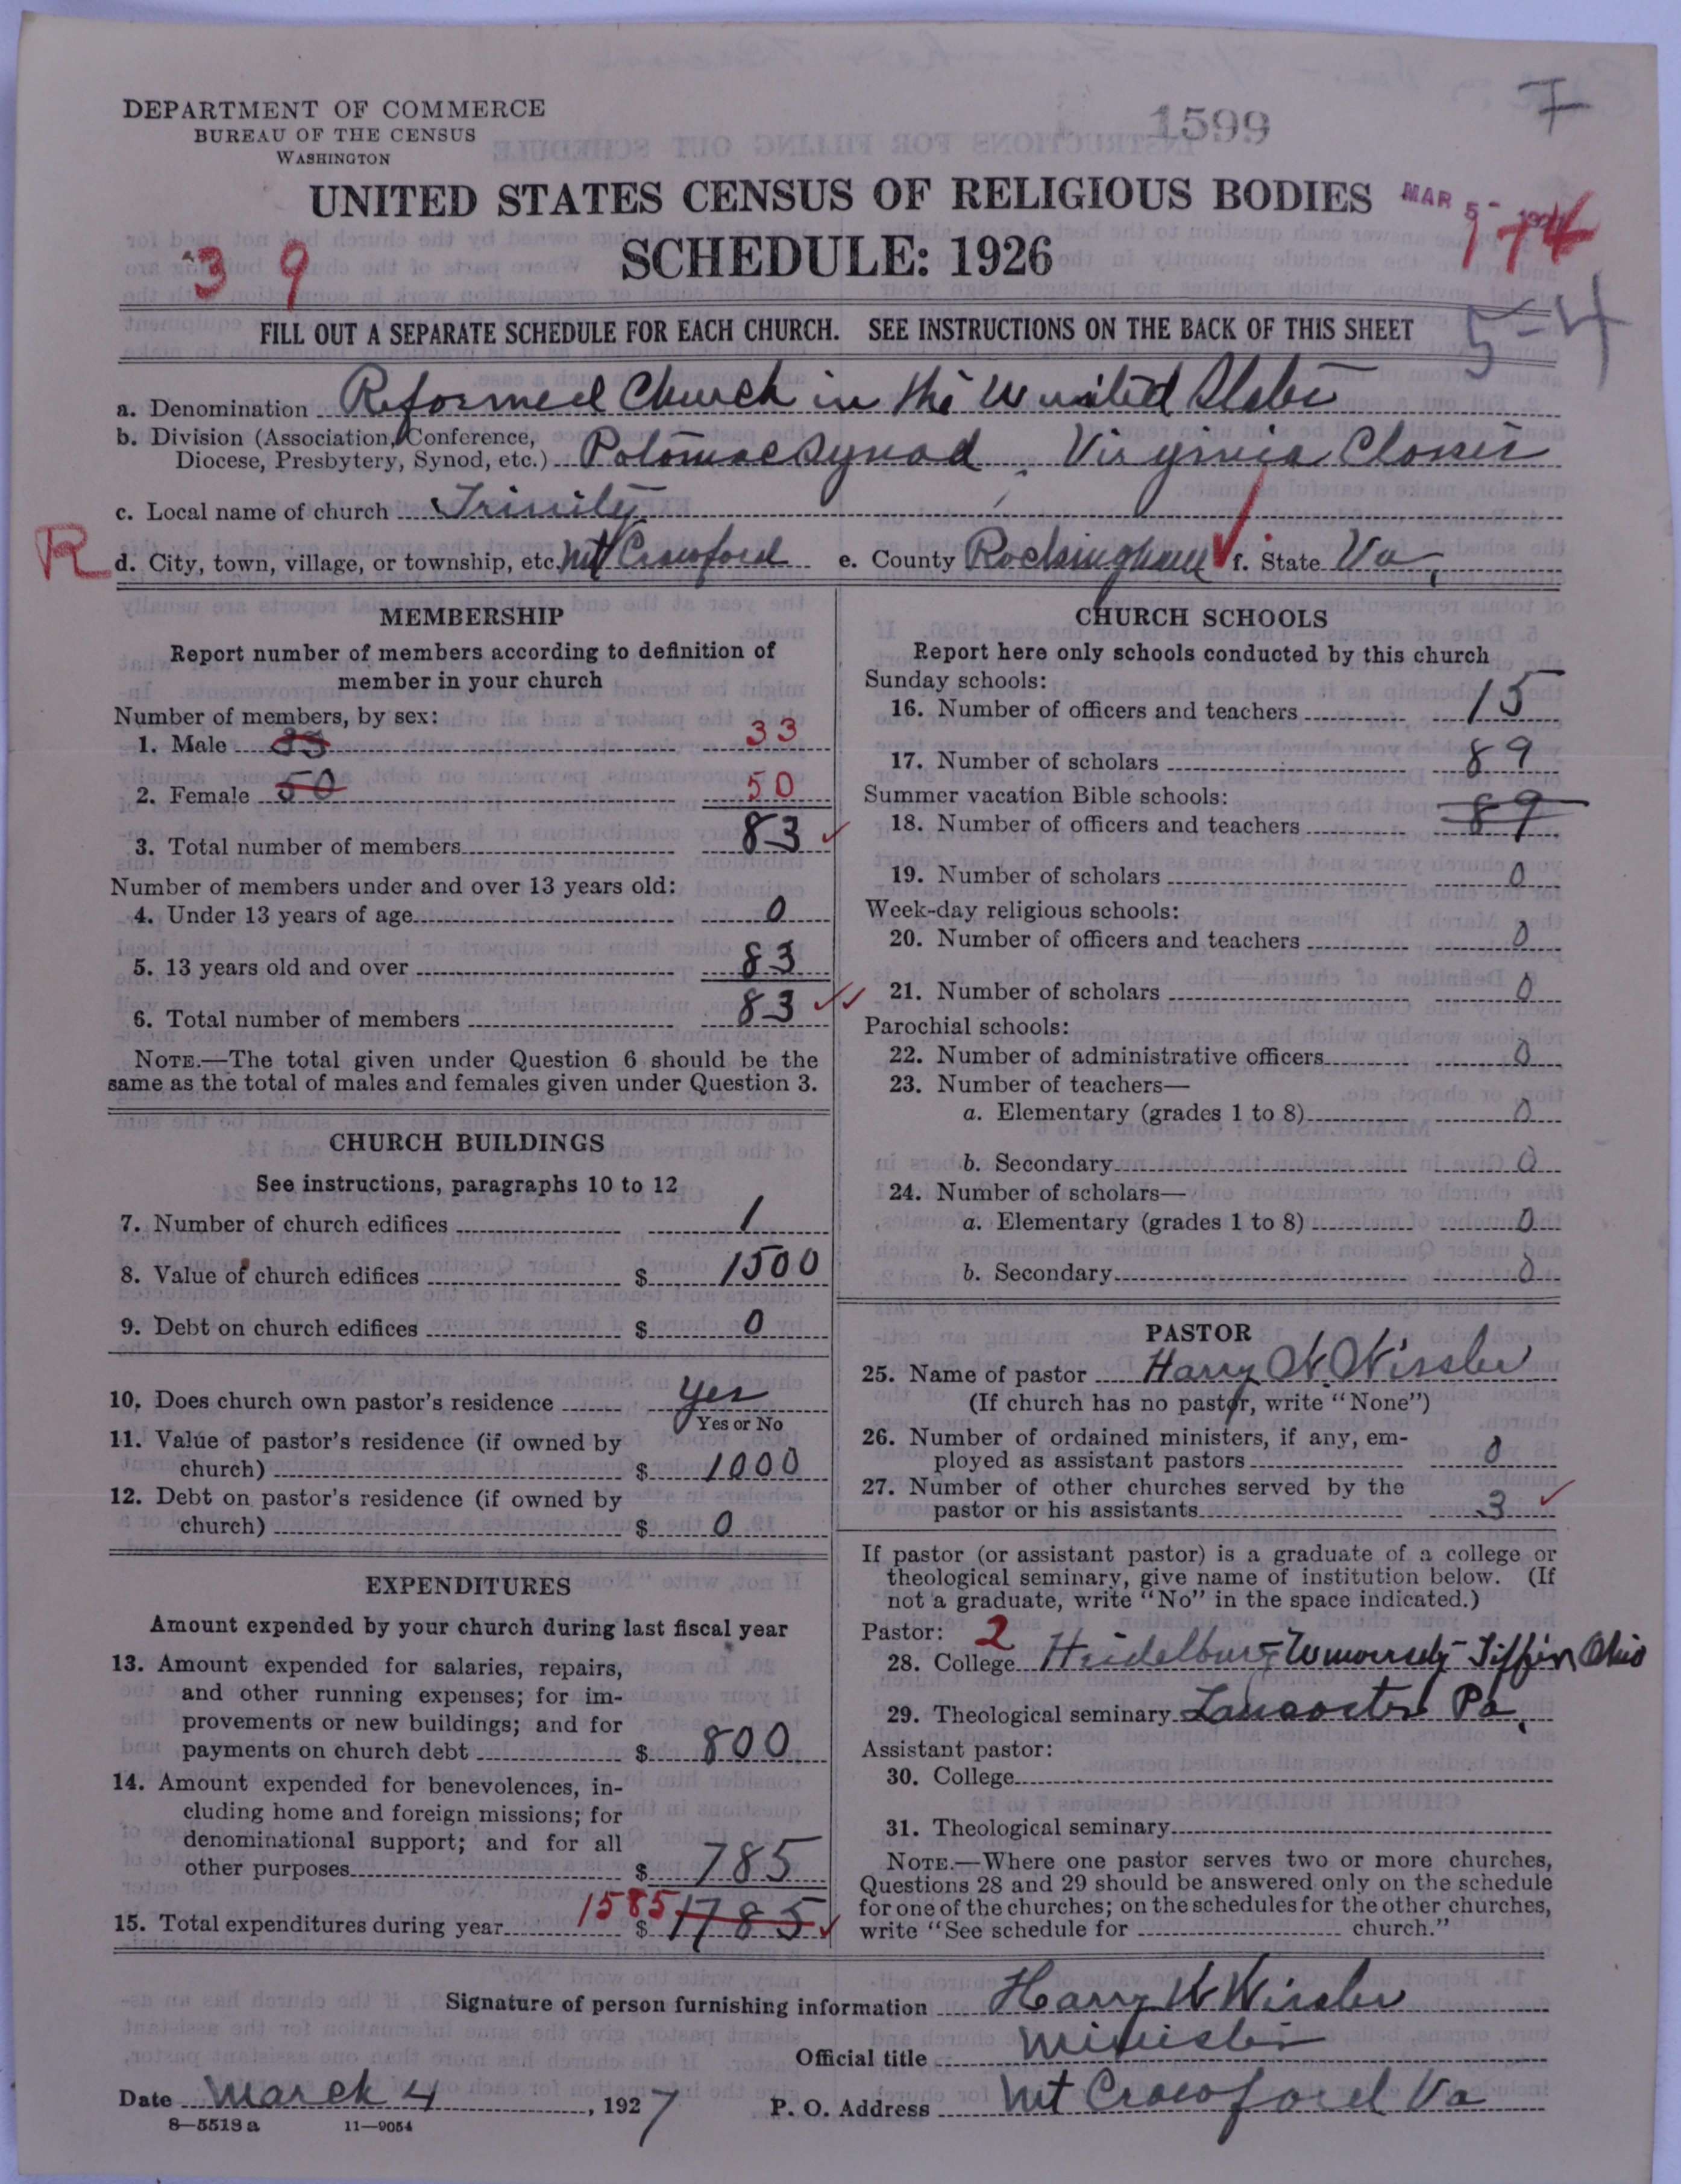 DEPARTMENT OF COMMERCE
BUREAU OF THE CENSUS
WASHINGTON
1599
7
UNITED STATES CENSUS OF RELIGIOUS BODIES
MAR 5 - 1927
SCHEDULE: 1926
39
174
FILL OUT A SEPARATE SCHEDULE FOR EACH CHURCH. SEE INSTRUCTIONS ON THE BACK OF THIS SHEET
5-4
a. Denomination Reformed Church in the United States
b. Division (Association, Conference, Diocese, Presbytery, Synod, etc.) Potomac Synod - Virginia Classis
c. Local name of church Trinity
R
d. City, town, village, or township, etc. Mt Crawford e. County Rockingham f. State Va.
MEMBERSHIP
Report number of members according to definition of
member in your church
Number of members, by sex:
1. Male 33 33
2. Female 50 50
3. Total number of members 83
Number of members under and over 13 years old:
4. Under 13 years of age 0
5. 13 years old and over 83
6. Total number of members 83
NOTE.—The total given under Question 6 should be the
same as the total of males and females given under Question 3.
CHURCH BUILDINGS
See instructions, paragraphs 10 to 12
7. Number of church edifices 1
8. Value of church edifices $ 1500
9. Debt on church edifices $ 0
10. Does church own pastor's residence yes
Yes or No
11. Value of pastor's residence (if owned by
church) $ 1000
12. Debt on pastor's residence (if owned by
church) $ 0
EXPENDITURES
Amount expended by your church during last fiscal year
13. Amount expended for salaries, repairs,
and other running expenses; for im-
provements or new buildings; and for
payments on church debt $ 800
14. Amount expended for benevolences, in-
cluding home and foreign missions; for
denominational support; and for all
other purposes $ 785
15. Total expenditures during year 1585 $ 1785
CHURCH SCHOOLS
Report here only schools conducted by this church
Sunday schools:
16. Number of officers and teachers 15
17. Number of scholars 89
Summer vacation Bible schools:
18. Number of officers and teachers 89
19. Number of scholars 0
Week-day religious schools:
20. Number of officers and teachers 0
21. Number of scholars 0
Parochial schools:
22. Number of administrative officers 0
23. Number of teachers—
a. Elementary (grades 1 to 8) 0
b. Secondary 0
24. Number of scholars—
a. Elementary (grades 1 to 8) 0
b. Secondary 0
PASTOR
25. Name of pastor Harry W Wissler
(If church has no pastor, write "None")
26. Number of ordained ministers, if any, em-
ployed as assistant pastors 0
27. Number of other churches served by the
pastor or his assistants 3
If pastor (or assistant pastor) is a graduate of a college or
theological seminary, give name of institution below. (If
not a graduate, write "No" in the space indicated.)
Pastor: 2
28. College Heidelburg University Tiffin Ohio
29. Theological seminary Lancaster Pa.
Assistant pastor:
30. College
31. Theological seminary
NOTE.—Where one pastor serves two or more churches,
Questions 28 and 29 should be answered only on the schedule
for one of the churches; on the schedules for the other churches,
write "See schedule for church."
Signature of person furnishing information Harry W Wissler
Official title Minister
Date March 4, 1927 P. O. Address Mt Crawford Va
8—5518 a 11—9054